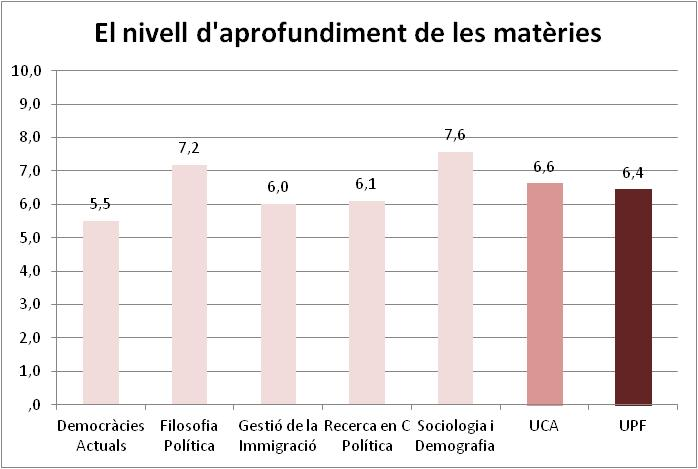 El nivell d'aprofundiment de les matèries
10,0
9,0
8,0
7,0
6,0
5,0
4,0
3,0
2,0
1,0
,0
5,5
7,2
6,0
6,1
7,6
6,6
6,4
Democràcies
Actuals
Filosofia
Política
Gestió de la
Immigració
Recerca en C
Política
Sociologia i
Demografia
UCA
UPF